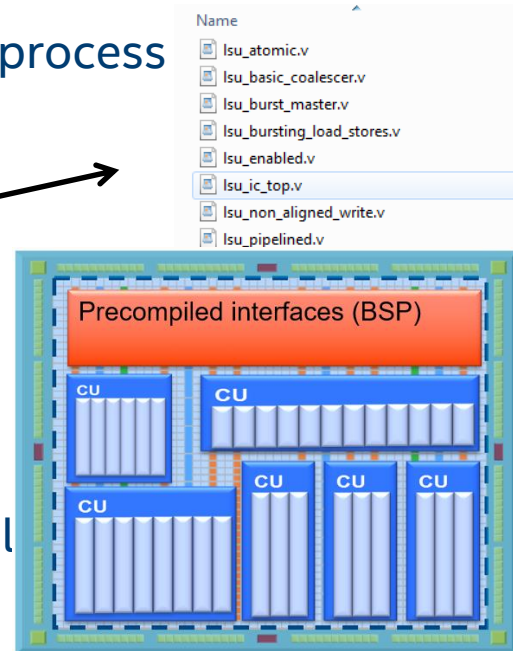 process
Name
lsu_atomic.v
lsu_basic_coalescer.v
lsu_burst_master.v
lsu_bursting_load_stores.v
lsu_enabled.v
lsu_ic_top.v
lsu_non_aligned_write.v
lsu_pipelined.v
Precompiled interfaces (BSP)
CU
CU
CU
CU
CU
CU